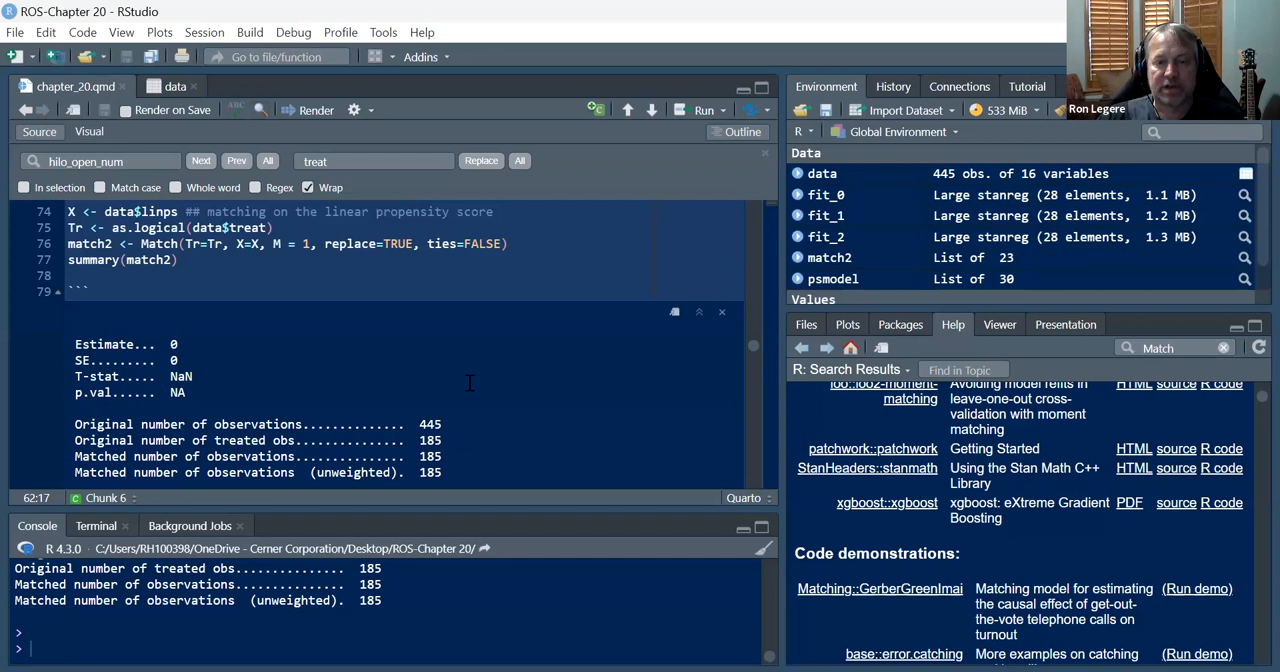 ROS-Chapter 20 - RStudio
File Edit Code View Plots Session Build Debug Profile Tools Help
Go to file/function Addins
chapter_20.qmd data
Render on Save ABC Render Run
Source Visual Outline
hilo_open_num Next Prev All treat Replace All
In selection Match case Whole word Regex Wrap
74 X <- data$linps ## matching on the linear propensity score
75 Tr <- as.logical(data$treat)
76 match2 <- Match(Tr=Tr, X=X, M = 1, replace=TRUE, ties=FALSE)
77 summary(match2)
78
79 ```
Estimate... 0
SE......... 0
T-stat..... NaN
p.val...... NA
Original number of observations.............. 445
Original number of treated obs............... 185
Matched number of observations............... 185
Matched number of observations (unweighted). 185
62:17 Chunk 6 Quarto
Console Terminal Background Jobs
R 4.3.0 · C:/Users/RH100398/OneDrive - Cerner Corporation/Desktop/ROS-Chapter 20/
Original number of treated obs............... 185
Matched number of observations............... 185
Matched number of observations (unweighted). 185
>
>
Environment History Connections Tutorial
Import Dataset 533 MiB
R Global Environment
Data
data 445 obs. of 16 variables
fit_0 Large stanreg (28 elements, 1.1 MB)
fit_1 Large stanreg (28 elements, 1.2 MB)
fit_2 Large stanreg (28 elements, 1.3 MB)
match2 List of 23
psmodel List of 30
Values
Files Plots Packages Help Viewer Presentation
Match
R: Search Results Find in Topic
loo::loo2-moment-matching Avoiding model refits in leave-one-out cross-validation with moment matching HTML source R code
patchwork::patchwork Getting Started HTML source R code
StanHeaders::stanmath Using the Stan Math C++ Library HTML source R code
xgboost::xgboost xgboost: eXtreme Gradient Boosting PDF source R code
Code demonstrations:
Matching::GerberGreenImai Matching model for estimating the causal effect of get-out-the-vote telephone calls on turnout (Run demo)
base::error.catching More examples on catching (Run demo)
Ron Legere